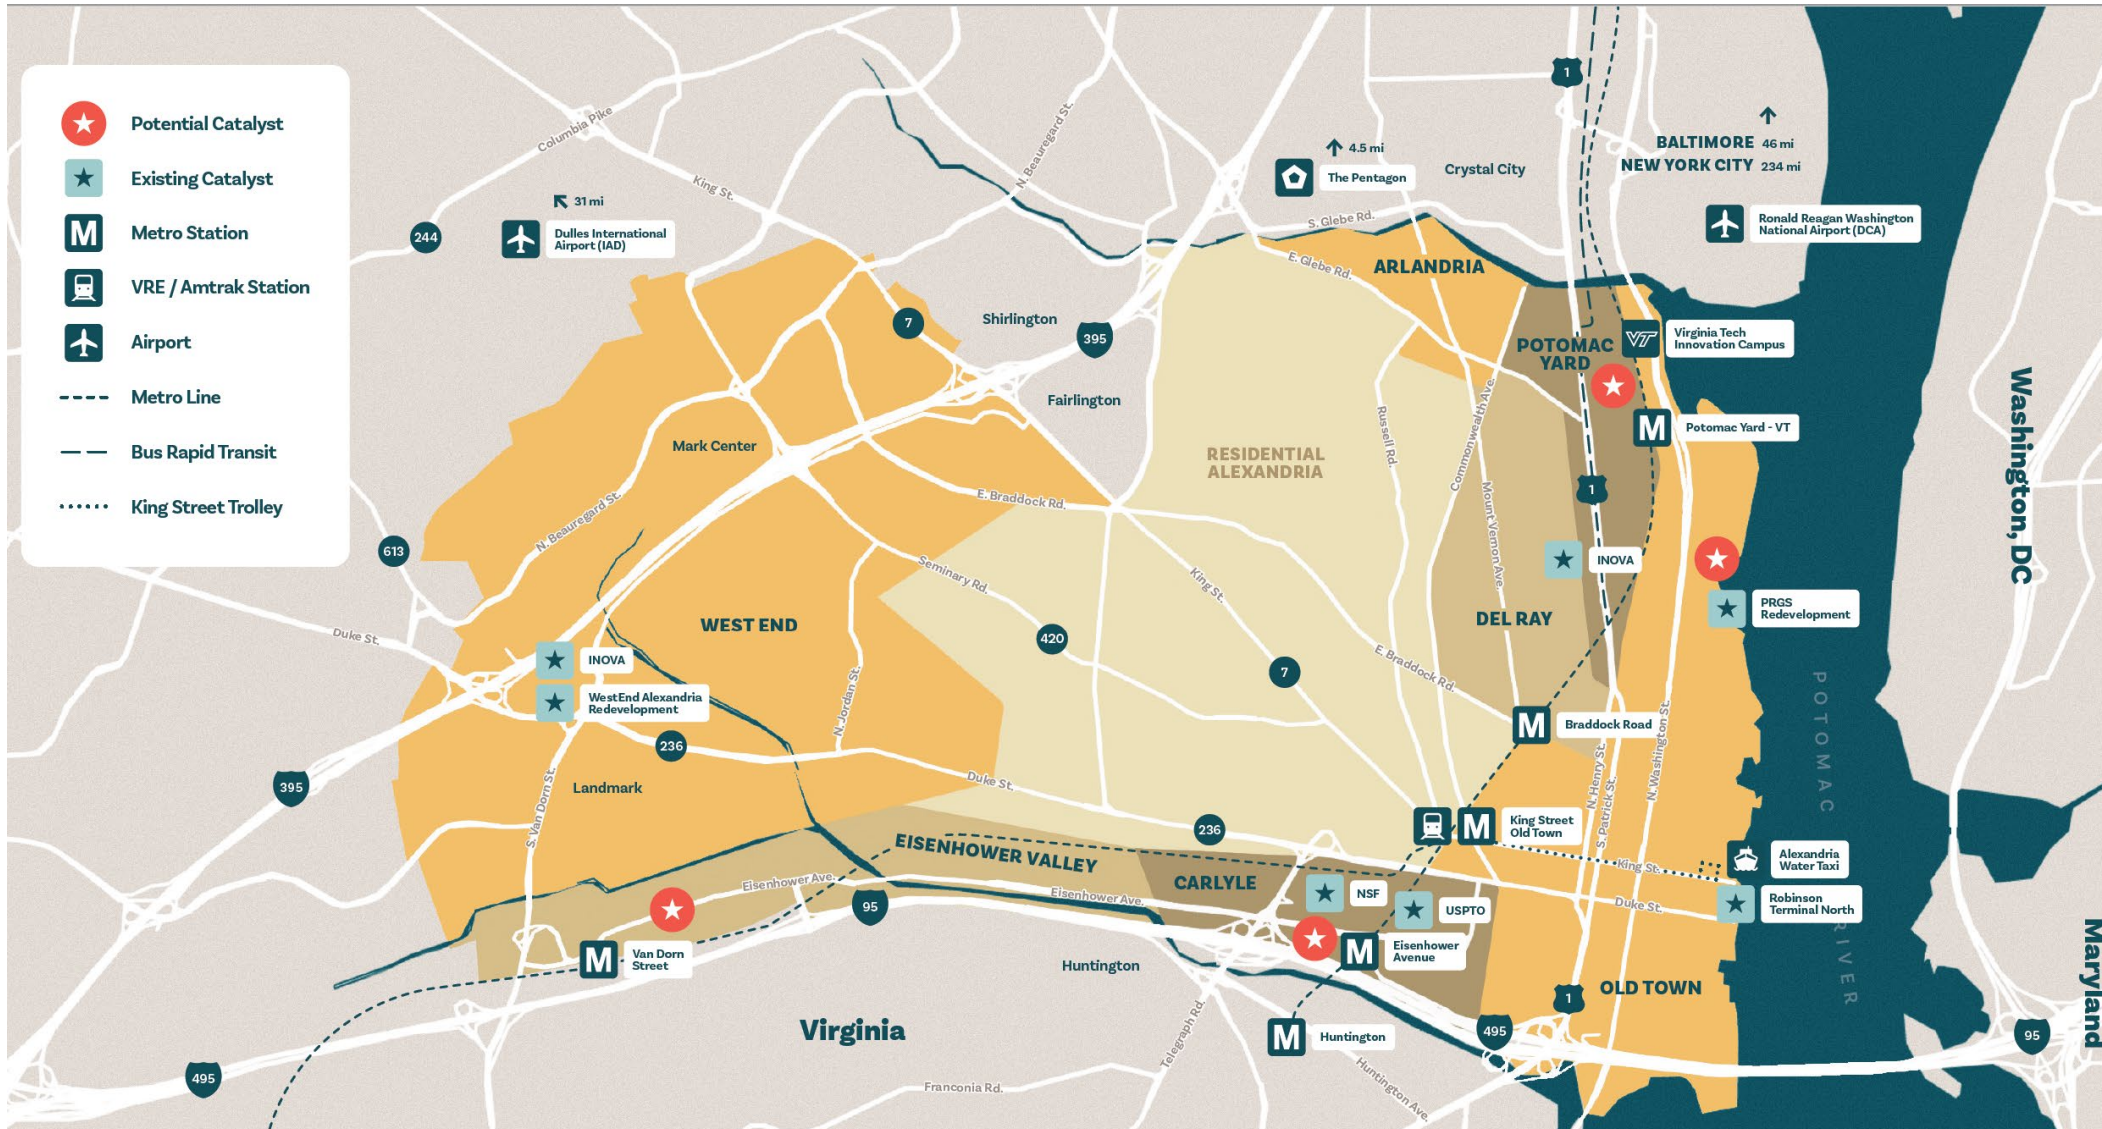 Potential Catalyst
Existing Catalyst
M
Metro Station
VRE / Amtrak Station
Airport
Metro Line
Bus Rapid Transit
King Street Trolley
Columbia Pike
King St.
N. Beauregard St.
244
31 mi
Dulles International
Airport (IAD)
4.5 mi
The Pentagon
Crystal City
1
BALTIMORE 46 mi
NEW YORK CITY 234 mi
Ronald Reagan Washington
National Airport (DCA)
S. Glebe Rd.
E. Glebe Rd.
ARLANDRIA
7
Shirlington
395
Fairlington
POTOMAC
YARD
VT
Virginia Tech
Innovation Campus
M
Potomac Yard - VT
Washington, DC
Mark Center
RESIDENTIAL
ALEXANDRIA
Russell Rd.
Commonwealth Ave.
Mount Vernon Ave.
1
N. Beauregard St.
E. Braddock Rd.
613
Seminary Rd.
King St.
INOVA
PRGS
Redevelopment
Duke St.
WEST END
420
DEL RAY
E. Braddock Rd.
7
INOVA
WestEnd Alexandria
Redevelopment
N. Jordan St.
236
M
Braddock Road
N. Henry St.
S. Patrick St.
N. Washington St.
POTOMAC
RIVER
395
Landmark
S. Van Dorn St.
Duke St.
236
M
King Street
Old Town
King St.
Alexandria
Water Taxi
Robinson
Terminal North
Duke St.
EISENHOWER VALLEY
CARLYLE
Eisenhower Ave.
Eisenhower Ave.
95
NSF
USPTO
M
Van Dorn
Street
M
Eisenhower
Avenue
Huntington
OLD TOWN
1
Maryland
Virginia
Telegraph Rd.
M
Huntington
495
95
495
Franconia Rd.
Huntington Ave.